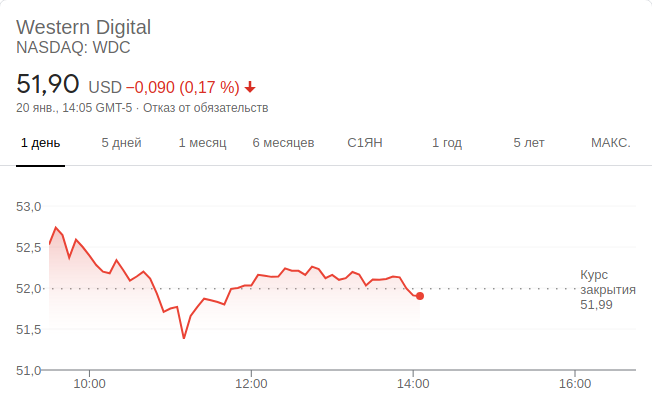 Western Digital
NASDAQ: WDC
51,90 USD −0,090 (0,17 %)
20 янв., 14:05 GMT-5 · Отказ от обязательств
1 день 5 дней 1 месяц 6 месяцев С1ЯН 1 год 5 лет МАКС.
53,0
52,5
52,0
51,5
51,0
Курс
закрытия
51,99
10:00 12:00 14:00 16:00